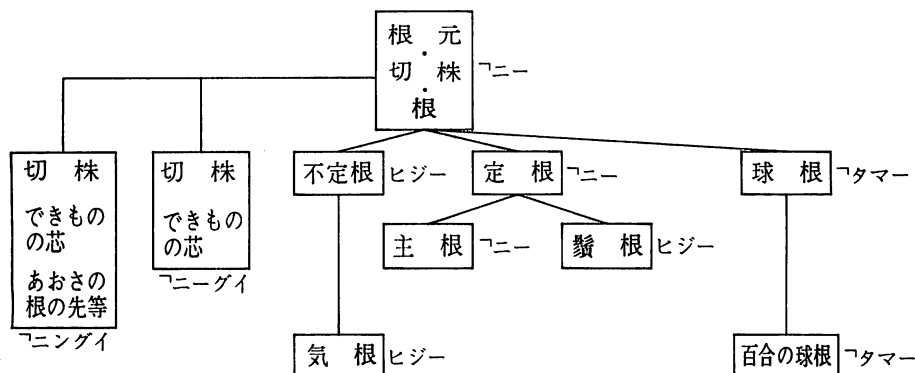 根元
・
切株 ┐ニー
・
根
切株
できもの
の芯
あおさの
根の先等
┐ニングイ
切株
できもの
の芯
┐ニーグイ
不定根 ヒジー
定根 ┐ニー
球根 ┐タマー
主根 ┐ニー
鬚根 ヒジー
気根 ヒジー
百合の球根 ┐タマー